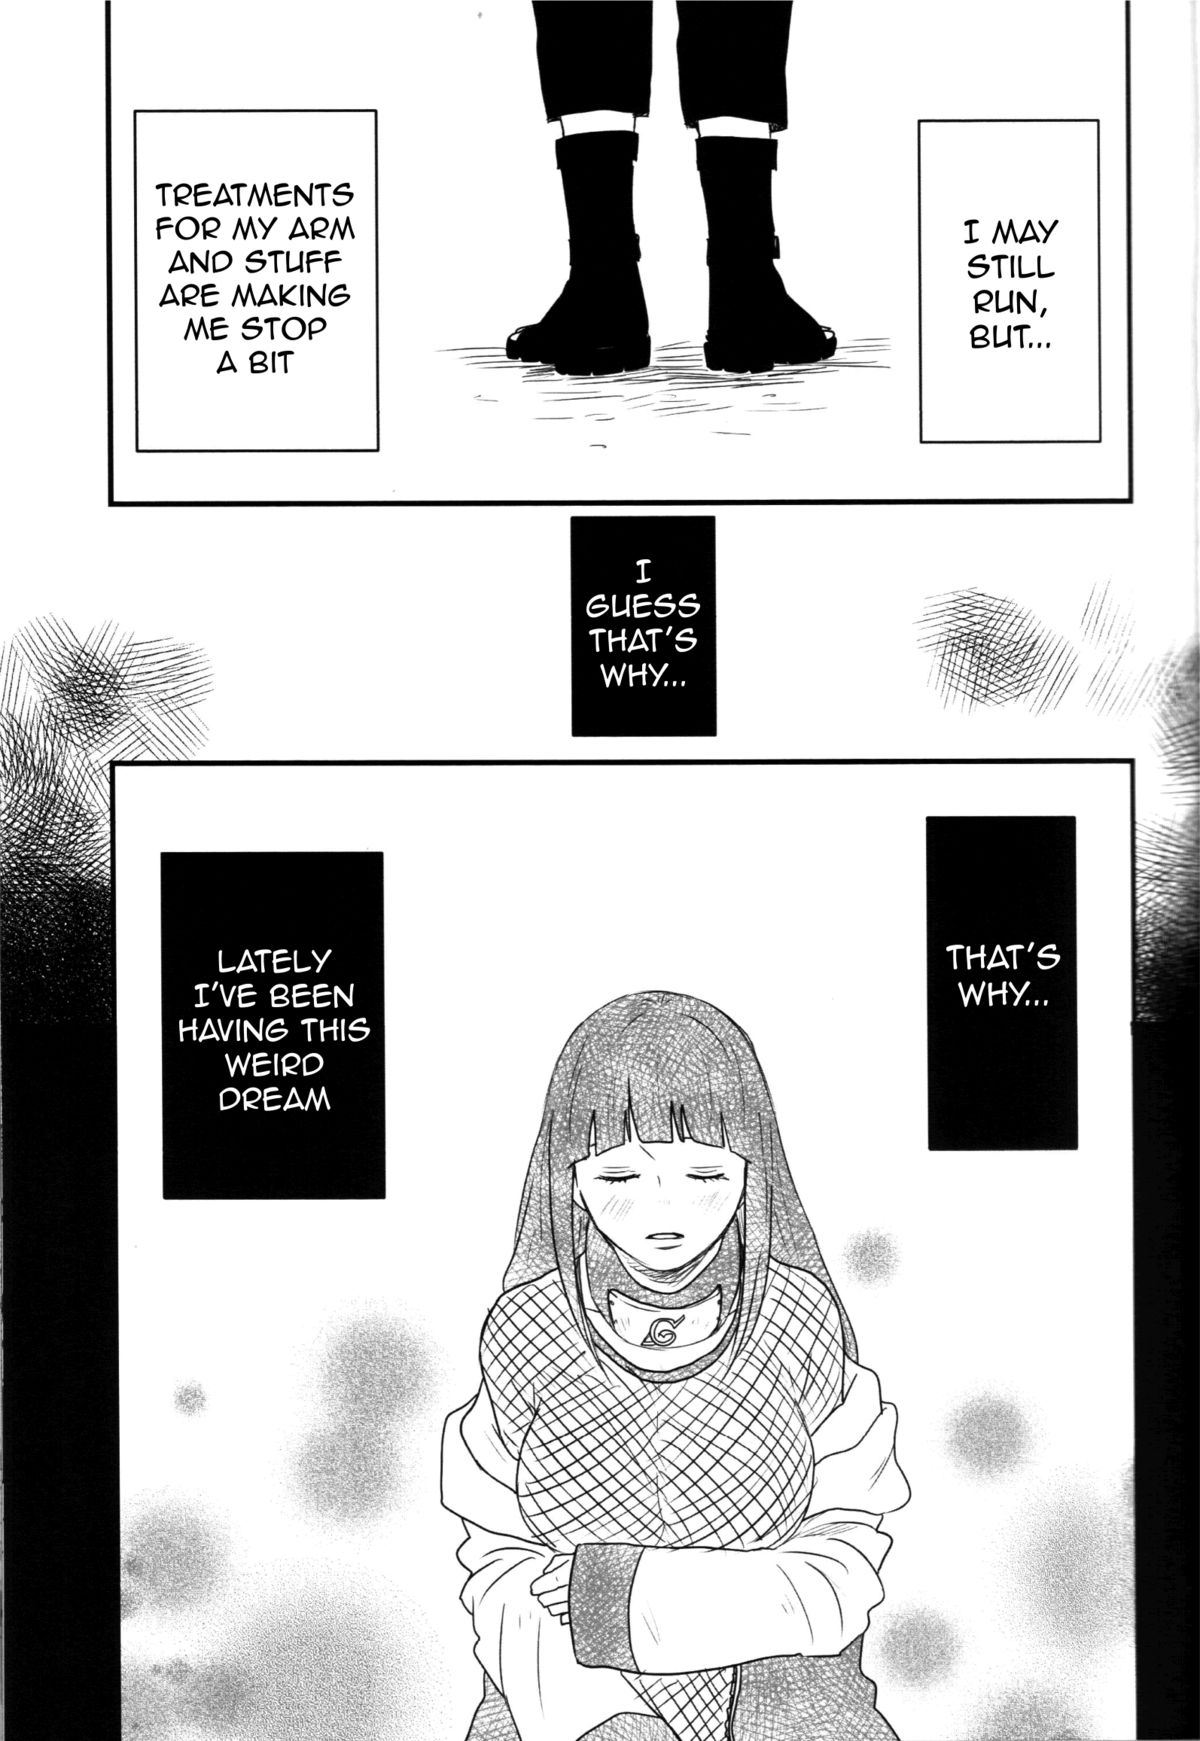 I MAY
STILL
RUN,
BUT...
TREATMENTS
FOR MY ARM
AND STUFF
ARE MAKING
ME STOP
A BIT
I
GUESS
THAT'S
WHY...
THAT'S
WHY...
LATELY
I'VE BEEN
HAVING THIS
WEIRD
DREAM